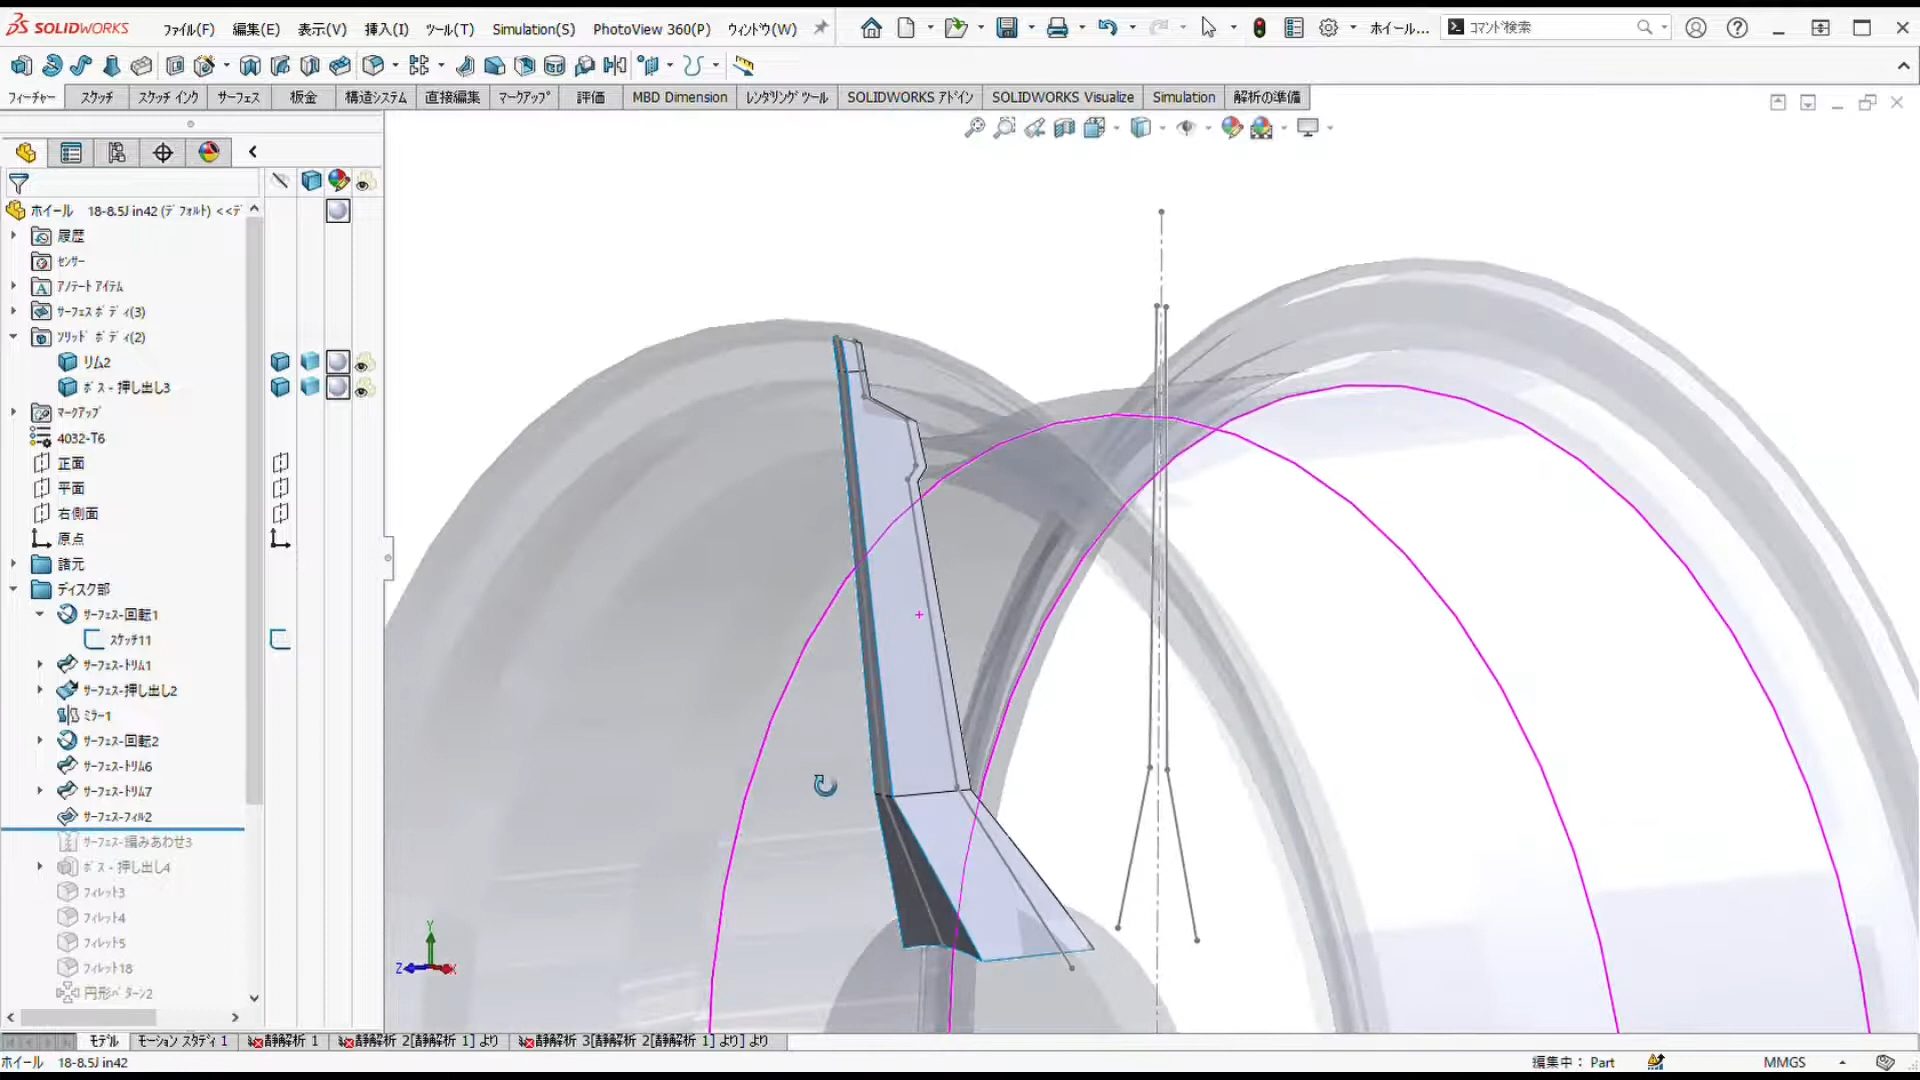 SOLIDWORKS ファイル(F) 編集(E) 表示(V) 挿入(I) ツール(T) Simulation(S) PhotoView 360(P) ウィンドウ(W) ホイール... コマンド検索
フィーチャー スケッチ スケッチ インク サーフェス 板金 構造システム 直接編集 マークアップ 評価 MBD Dimension レンダリング ツール SOLIDWORKS アドイン SOLIDWORKS Visualize Simulation 解析の準備
ホイール 18-8.5J in42 (デフォルト) <<デ
履歴
センサー
アノテート アイテム
サーフェス ボディ(3)
ソリッド ボディ(2)
リム2
ボス - 押し出し3
マークアップ
4032-T6
正面
平面
右側面
原点
諸元
ディスク部
サーフェス-回転1
スケッチ11
サーフェス-トリム1
サーフェス-押し出し2
ミラー1
サーフェス-回転2
サーフェス-トリム6
サーフェス-トリム7
サーフェス-フィル2
サーフェス-編みあわせ3
ボス - 押し出し4
フィレット3
フィレット4
フィレット5
フィレット18
円形パターン2
Y
Z
X
モデル モーション スタディ 1 静解析 1 静解析 2[静解析 1] より 静解析 3[静解析 2[静解析 1] より] より
ホイール 18-8.5J in42 編集中： Part MMGS